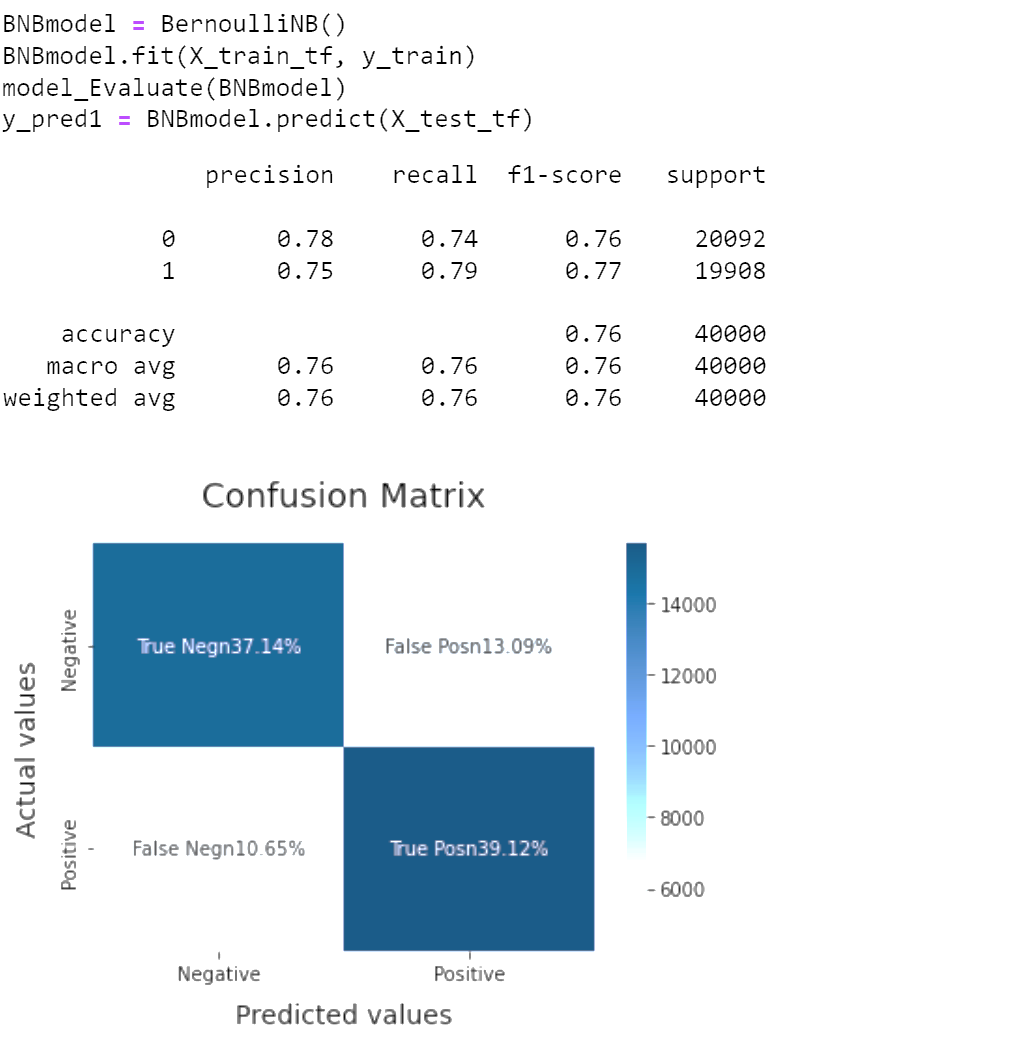 BNBmodel = BernoulliNB()
BNBmodel.fit(X_train_tf, y_train)
model_Evaluate(BNBmodel)
y_pred1 = BNBmodel.predict(X_test_tf)
precision recall f1-score support
0 0.78 0.74 0.76 20092
1 0.75 0.79 0.77 19908
accuracy 0.76 40000
macro avg 0.76 0.76 0.76 40000
weighted avg 0.76 0.76 0.76 40000
Confusion Matrix
Actual values
Negative
True Negn37.14% False Posn13.09%
Positive
False Negn10.65% True Posn39.12%
Negative Positive
Predicted values
14000
12000
10000
8000
6000